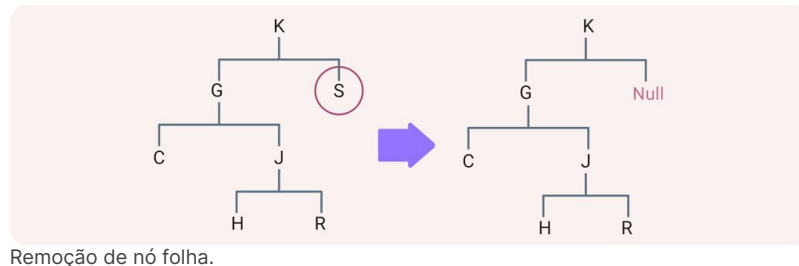 K K
G S G Null
C J C J
H R H R
Remoção de nó folha.